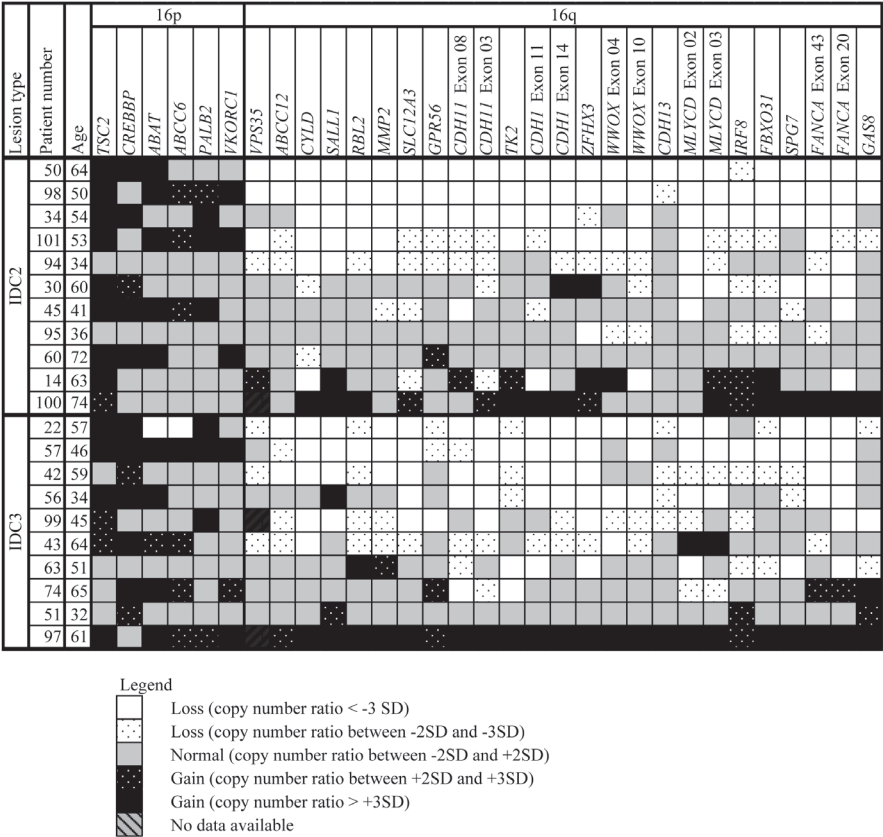 16p 16q
Lesion type Patient number Age TSC2 CREBBP ABAT ABCC6 PALB2 VKORC1 VPS35 ABCC12 CYLD SALL1 RBL2 MMP2 SLC12A3 GPR56 CDH11 Exon 08 CDH11 Exon 03 TK2 CDH1 Exon 11 CDH1 Exon 14 ZFHX3 WWOX Exon 04 WWOX Exon 10 CDH13 MLYCD Exon 02 MLYCD Exon 03 IRF8 FBXO31 SPG7 FANCA Exon 43 FANCA Exon 20 GAS8
IDC2
50 64
98 50
34 54
101 53
94 34
30 60
45 41
95 36
60 72
14 63
100 74
IDC3
22 57
57 46
42 59
56 34
99 45
43 64
63 51
74 65
51 32
97 61
Legend
Loss (copy number ratio < -3 SD)
Loss (copy number ratio between -2SD and -3SD)
Normal (copy number ratio between -2SD and +2SD)
Gain (copy number ratio between +2SD and +3SD)
Gain (copy number ratio > +3SD)
No data available